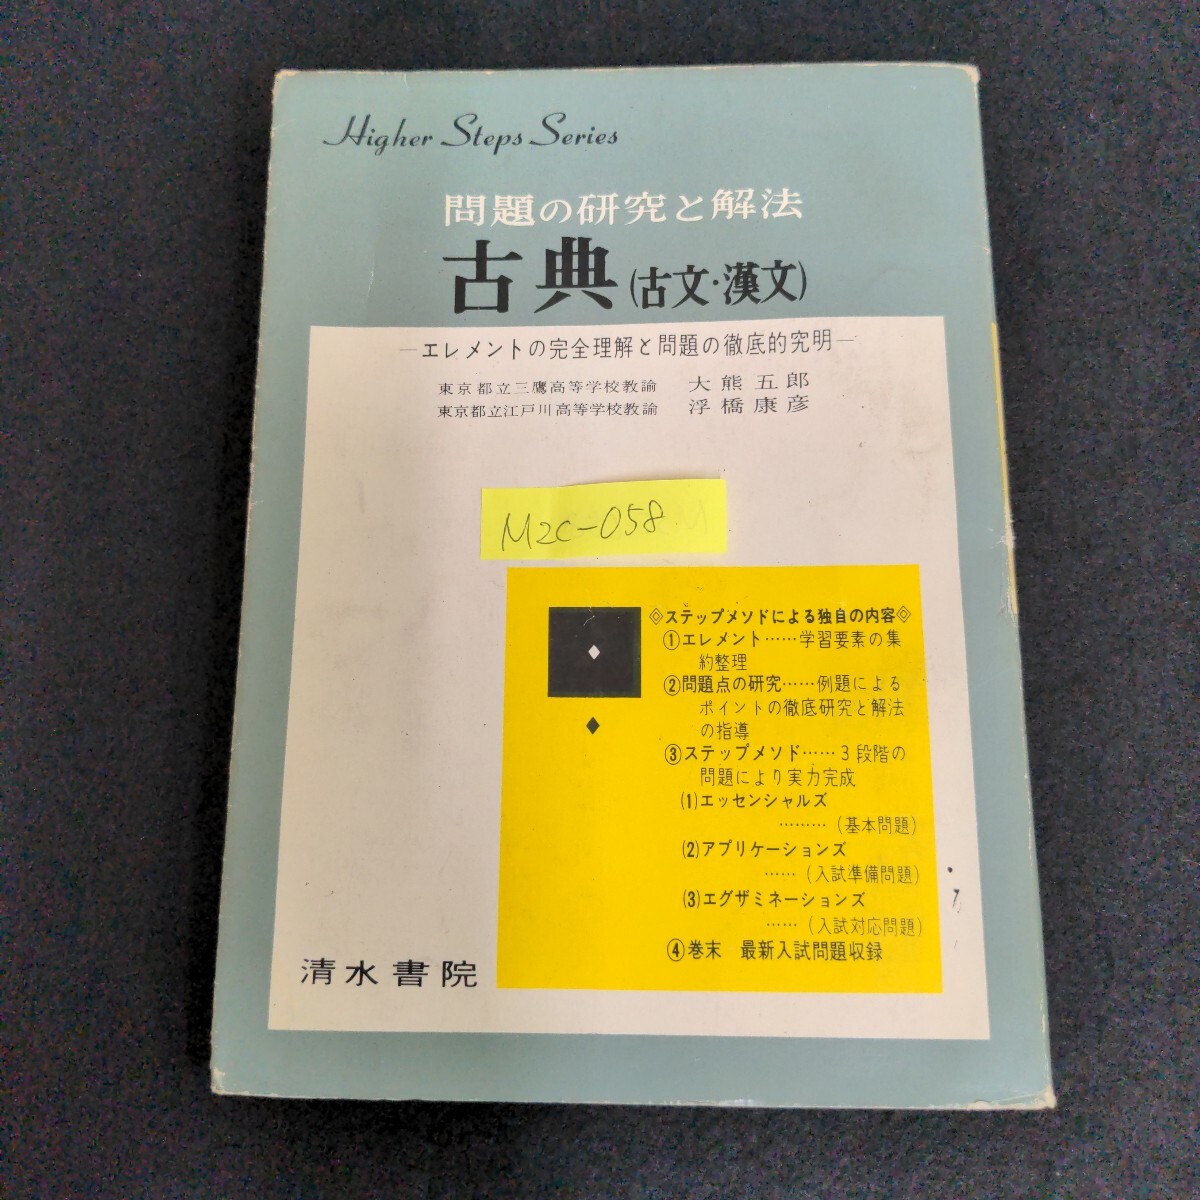 Higher Steps Series
問題の研究と解法
古典(古文・漢文)
―エレメントの完全理解と問題の徹底的究明―
東京都立三鷹高等学校教諭 大熊五郎
東京都立江戸川高等学校教諭 浮橋康彦
M2C-058
◇ステップメソドによる独自の内容◇
①エレメント……学習要素の集
約整理
②問題点の研究……例題による
ポイントの徹底研究と解法
の指導
③ステップメソド……3段階の
問題により実力完成
(1)エッセンシャルズ
………(基本問題)
(2)アプリケーションズ
……(入試準備問題)
(3)エグザミネーションズ
……(入試対応問題)
④巻末 最新入試問題収録
清水書院